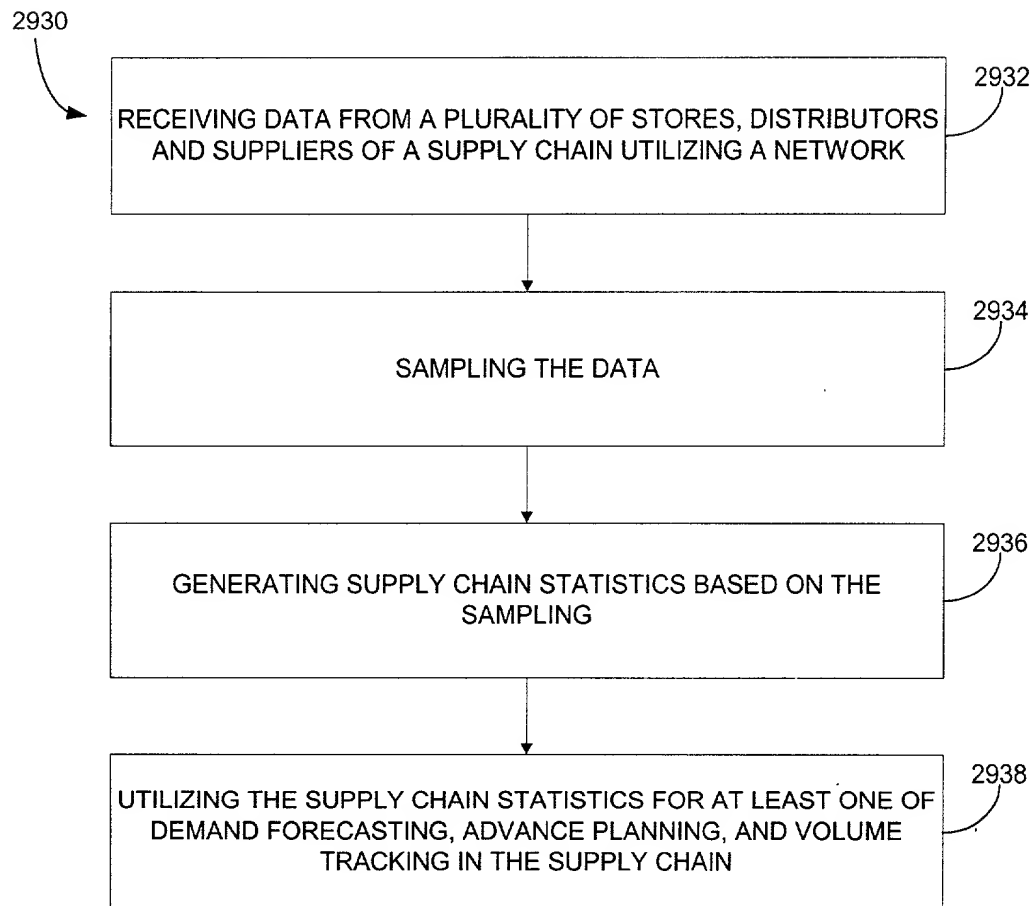 2930
2932
RECEIVING DATA FROM A PLURALITY OF STORES, DISTRIBUTORS
AND SUPPLIERS OF A SUPPLY CHAIN UTILIZING A NETWORK
2934
SAMPLING THE DATA
2936
GENERATING SUPPLY CHAIN STATISTICS BASED ON THE
SAMPLING
2938
UTILIZING THE SUPPLY CHAIN STATISTICS FOR AT LEAST ONE OF
DEMAND FORECASTING, ADVANCE PLANNING, AND VOLUME
TRACKING IN THE SUPPLY CHAIN